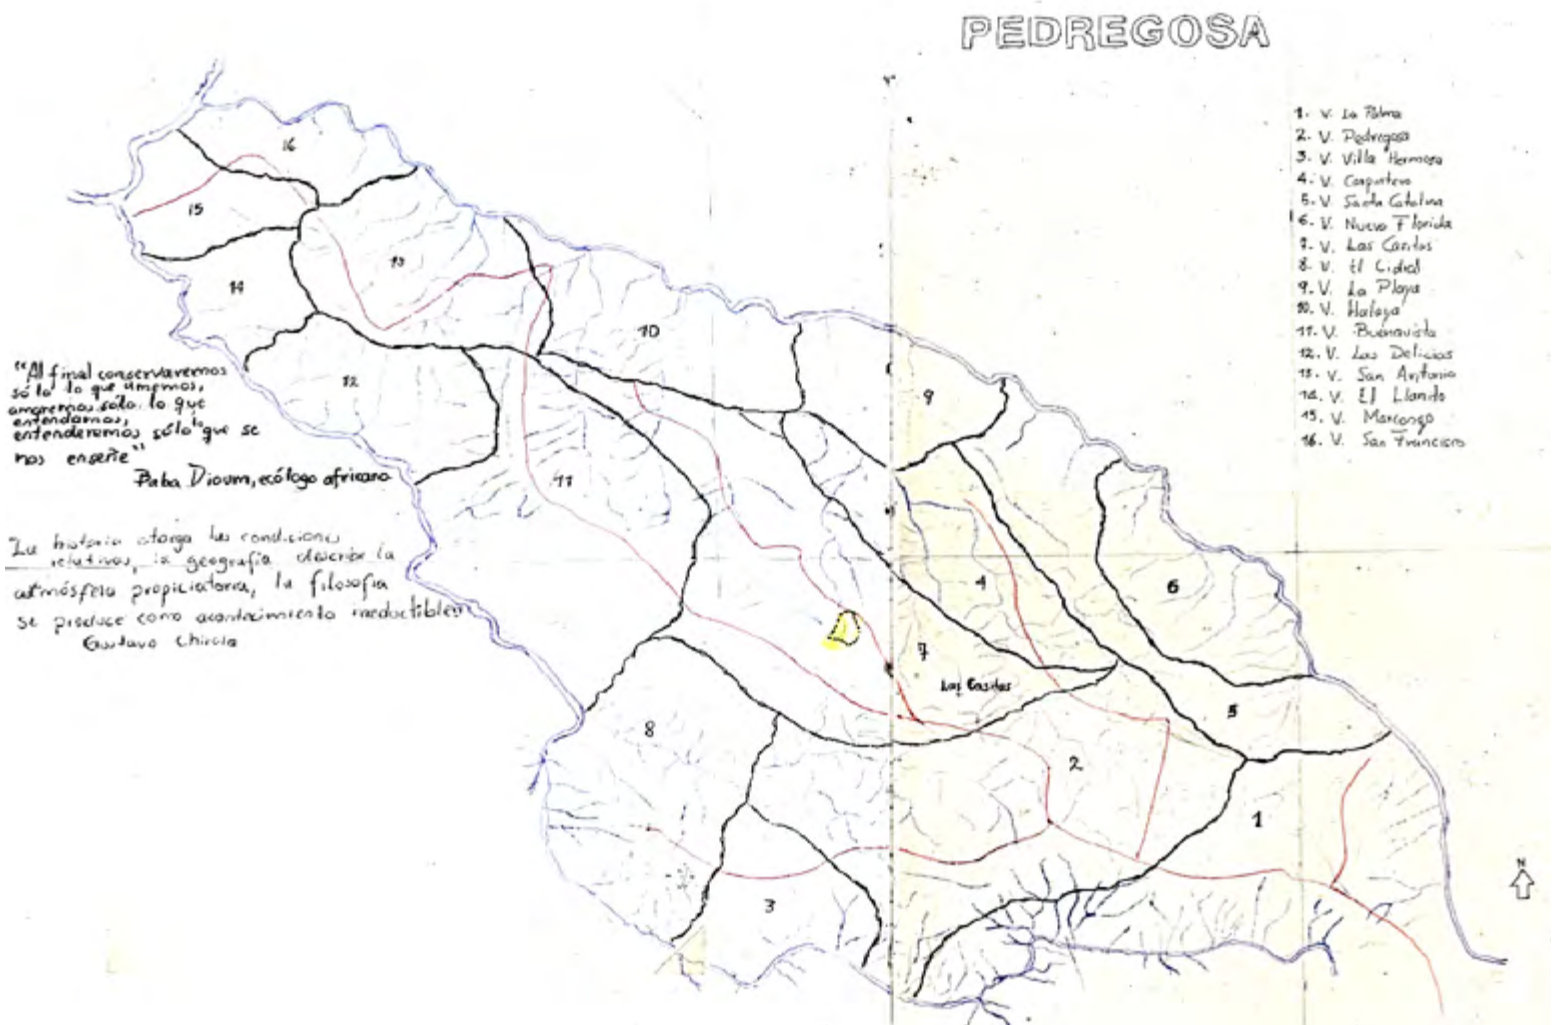 PEDREGOSA
1. V. La Palma
2. V. Pedregosa
3. V. Villa Hermosa
4. V. Carpintero
5. V. Santa Catalina
6. V. Nueva Florida
7. V. Las Casitas
8. V. El Cidral
9. V. La Playa
10. V. Halaya
11. V. Buenavista
12. V. Las Delicias
13. V. San Antonio
14. V. El Llanito
15. V.
16. V. San Francisco
"Al final conservaremos
sólo lo que amemos,
amaremos sólo lo que
entendamos,
entenderemos sólo lo que se
nos enseñe"
Baba Dioum, ecólogo africano
La historia otorga las condiciones
relativas, la geografía describe la
atmósfera propiciatoria, la filosofía
se produce como acontecimiento ineductibles
Gustavo
16
15
13
14
10
12
9
11
4
6
7
Las Casitas
5
8
2
1
3
N